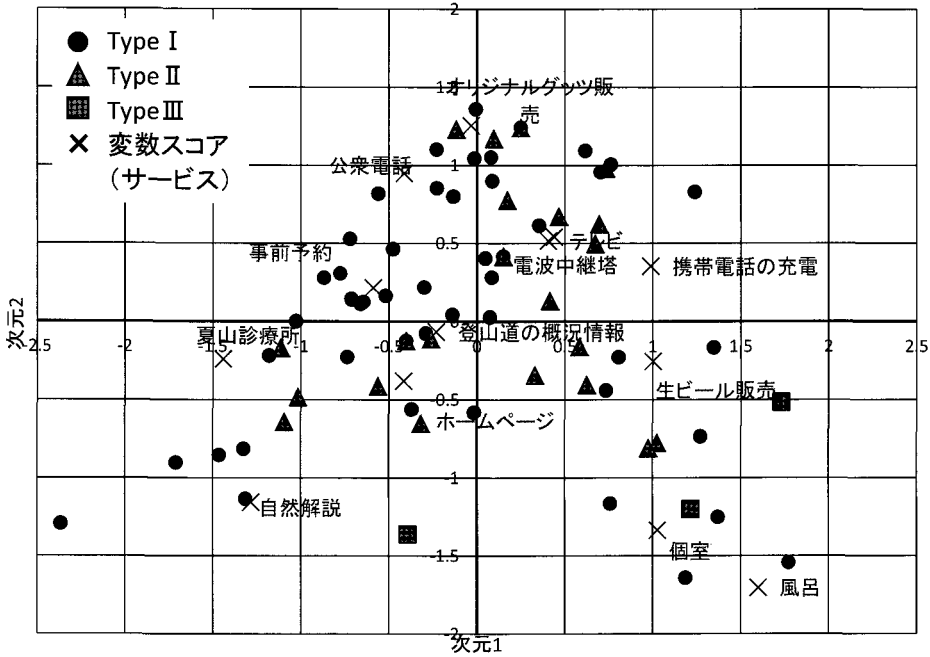 2
Type Ⅰ
Type Ⅱ
Type Ⅲ
変数スコア
（サービス）
1.5
オリジナルグッツ販
売
公衆電話
1
事前予約
0.5
テレビ
電波中継塔
携帯電話の充電
夏山診療所
0
登山道の概況情報
次元2
-2.5
-2
-1.5
-1
-0.5
0
0.5
1
1.5
2
2.5
-0.5
生ビール販売
ホームページ
-1
自然解説
-1.5
個室
風呂
-2
次元1